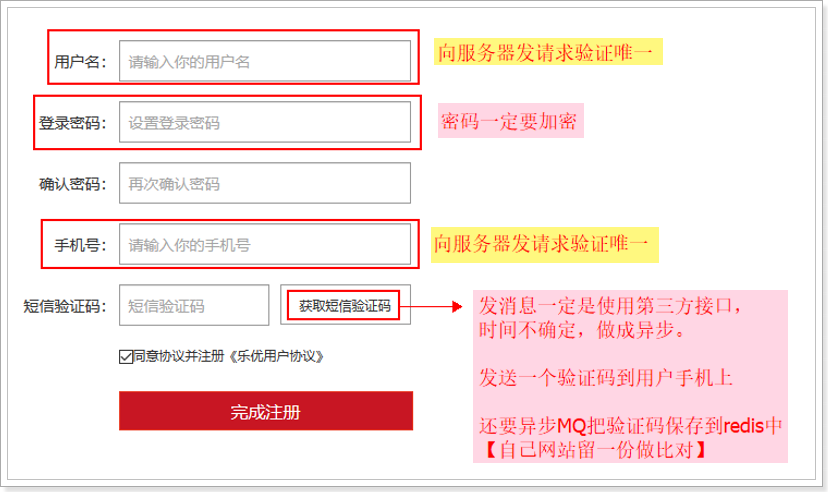 用户名： 请输入你的用户名 向服务器发请求验证唯一
登录密码： 设置登录密码 密码一定要加密
确认密码： 再次确认密码
手机号： 请输入你的手机号 向服务器发请求验证唯一
短信验证码： 短信验证码 获取短信验证码
发消息一定是使用第三方接口，
时间不确定，做成异步。
发送一个验证码到用户手机上
还要异步MQ把验证码保存到redis中
【自己网站留一份做比对】
同意协议并注册《乐优用户协议》
完成注册